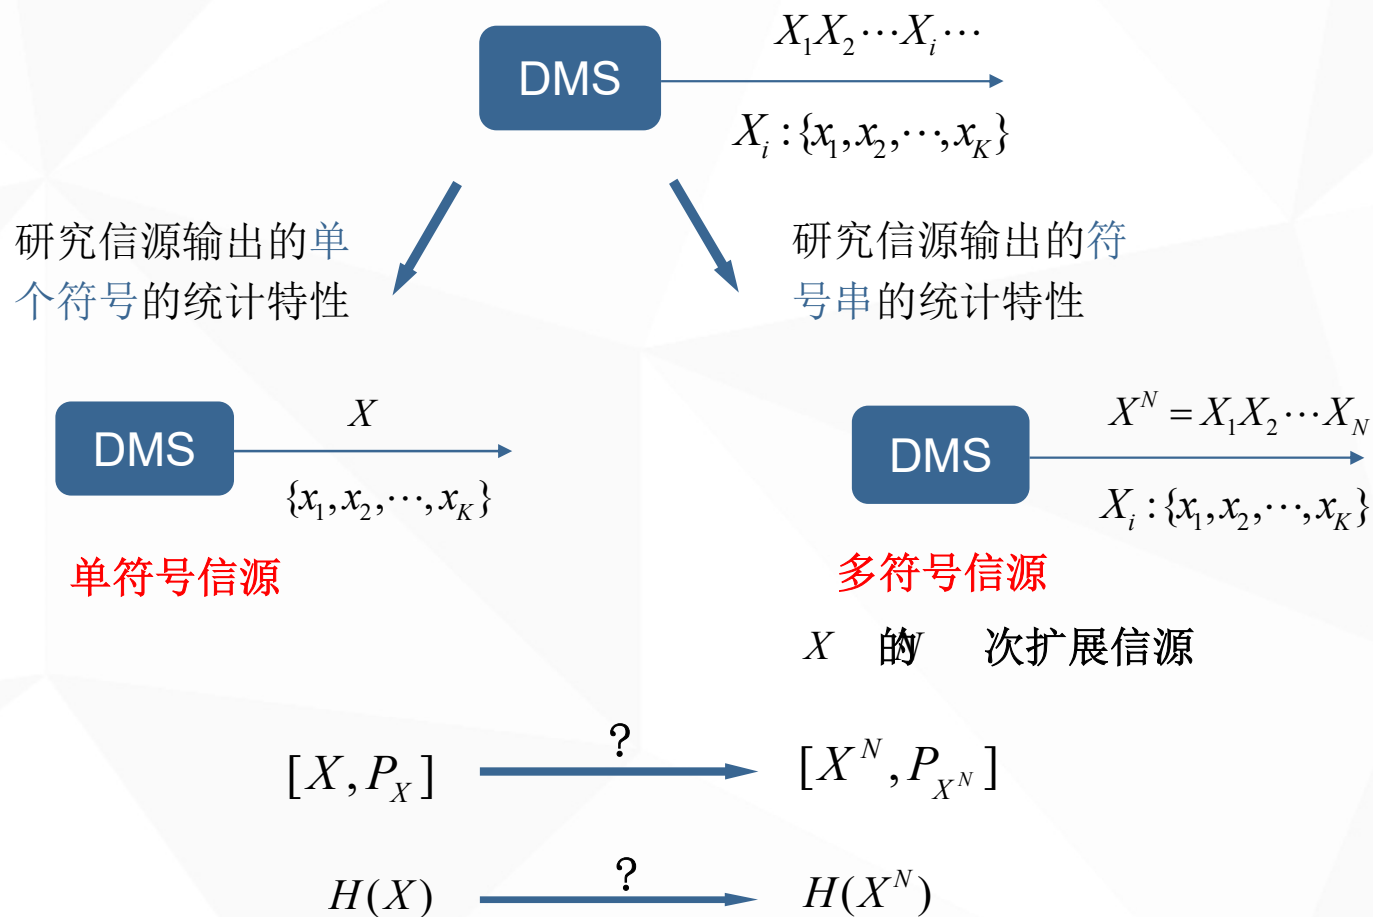 DMS
X₁X₂⋯Xᵢ⋯
Xᵢ:{x₁,x₂,⋯,x_K}
研究信源输出的单
个符号的统计特性
研究信源输出的符
号串的统计特性
DMS
X
{x₁,x₂,⋯,x_K}
单符号信源
DMS
X^N=X₁X₂⋯X_N
Xᵢ:{x₁,x₂,⋯,x_K}
多符号信源
X 的N 次扩展信源
[X,P_X] ? [X^N,P_{X^N}]
H(X) ? H(X^N)